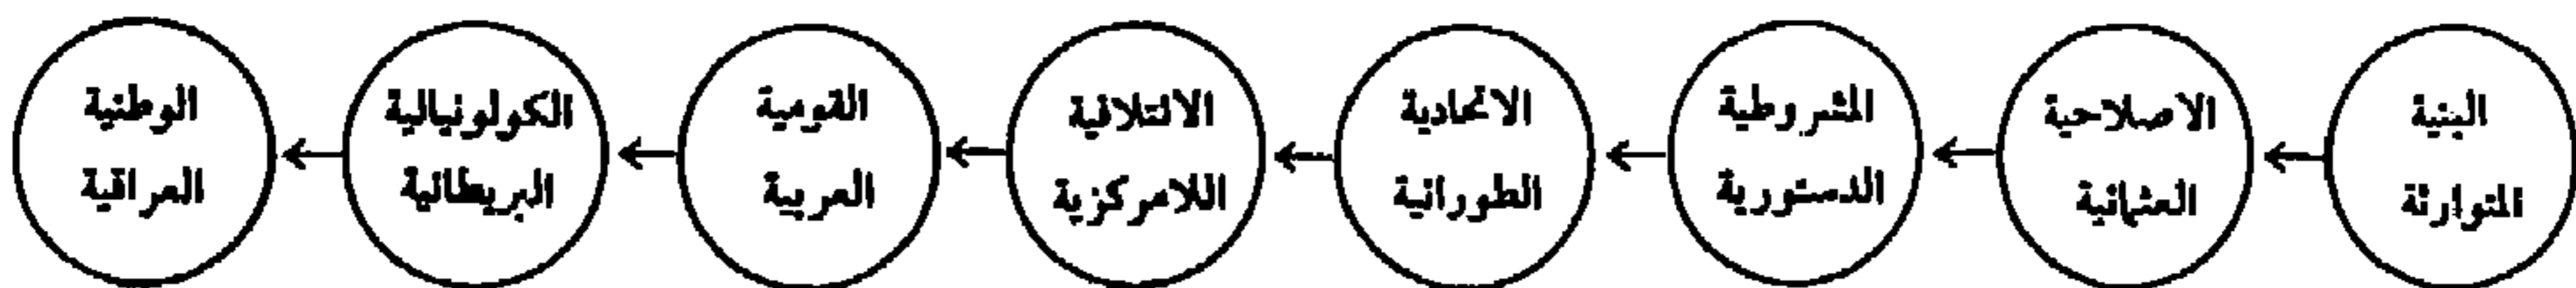 البنية
المتوارثة
الاصلاحية
العثمانية
المشروطية
الدستورية
الاتحادية
الطورانية
الائتلافية
اللامركزية
القومية
العربية
الكولونيالية
البريطانية
الوطنية
العراقية